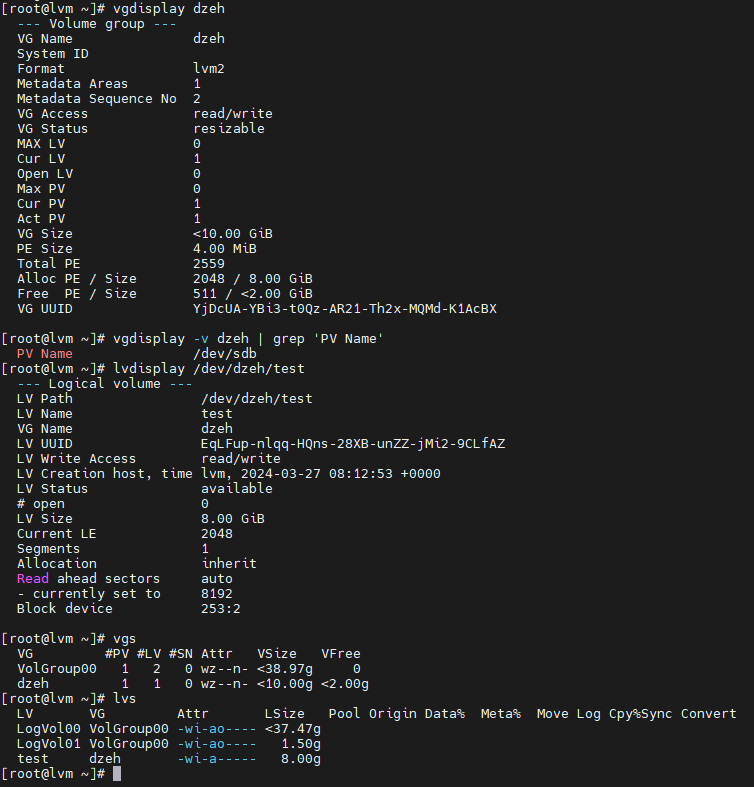 [root@lvm ~]# vgdisplay dzeh
  --- Volume group ---
  VG Name               dzeh
  System ID
  Format                lvm2
  Metadata Areas        1
  Metadata Sequence No  2
  VG Access             read/write
  VG Status             resizable
  MAX LV                0
  Cur LV                1
  Open LV               0
  Max PV                0
  Cur PV                1
  Act PV                1
  VG Size               <10.00 GiB
  PE Size               4.00 MiB
  Total PE              2559
  Alloc PE / Size       2048 / 8.00 GiB
  Free  PE / Size       511 / <2.00 GiB
  VG UUID               YjDcUA-YBi3-t0Qz-AR21-Th2x-MQMd-K1AcBX

[root@lvm ~]# vgdisplay -v dzeh | grep 'PV Name'
  PV Name               /dev/sdb
[root@lvm ~]# lvdisplay /dev/dzeh/test
  --- Logical volume ---
  LV Path                /dev/dzeh/test
  LV Name                test
  VG Name                dzeh
  LV UUID                EqLFup-nlqq-HQns-28XB-unZZ-jMi2-9CLfAZ
  LV Write Access        read/write
  LV Creation host, time lvm, 2024-03-27 08:12:53 +0000
  LV Status              available
  # open                 0
  LV Size                8.00 GiB
  Current LE             2048
  Segments               1
  Allocation             inherit
  Read ahead sectors     auto
  - currently set to     8192
  Block device           253:2

[root@lvm ~]# vgs
  VG         #PV #LV #SN Attr   VSize   VFree
  VolGroup00   1   2   0 wz--n- <38.97g     0
  dzeh         1   1   0 wz--n- <10.00g <2.00g
[root@lvm ~]# lvs
  LV       VG         Attr       LSize   Pool Origin Data%  Meta%  Move Log Cpy%Sync Convert
  LogVol00 VolGroup00 -wi-ao---- <37.47g
  LogVol01 VolGroup00 -wi-ao----   1.50g
  test     dzeh       -wi-a-----   8.00g
[root@lvm ~]#